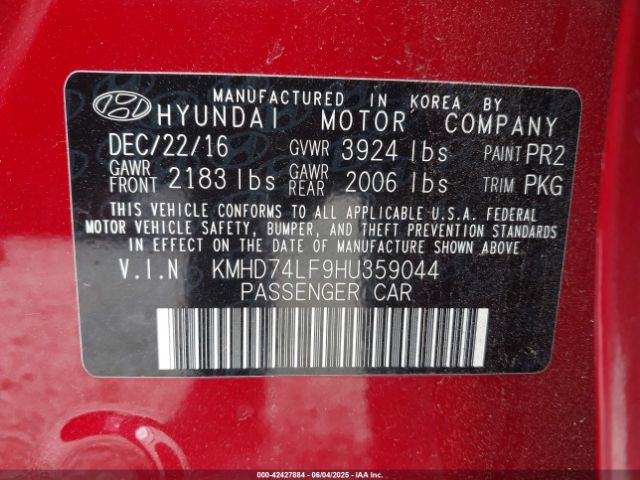 MANUFACTURED IN KOREA BY
HYUNDAI MOTOR COMPANY
DEC/22/16 GVWR 3924 lbs PAINT PR2
GAWR FRONT 2183 lbs GAWR REAR 2006 lbs TRIM PKG
THIS VEHICLE CONFORMS TO ALL APPLICABLE U.S.A. FEDERAL
MOTOR VEHICLE SAFETY, BUMPER, AND THEFT PREVENTION STANDARDS
IN EFFECT ON THE DATE OF MANUFACTURE SHOWN ABOVE.
V.I.N KMHD74LF9HU359044
PASSENGER CAR
IAA - 42427884 | 06/04/2025 - IAAI.COM